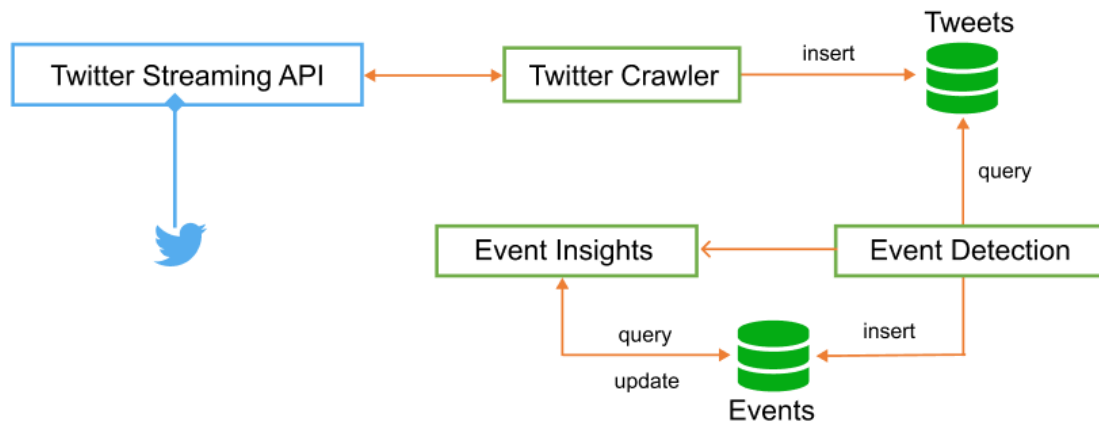 Tweets
Twitter Streaming API
Twitter Crawler
insert
query
Event Insights
Event Detection
query
insert
update
Events